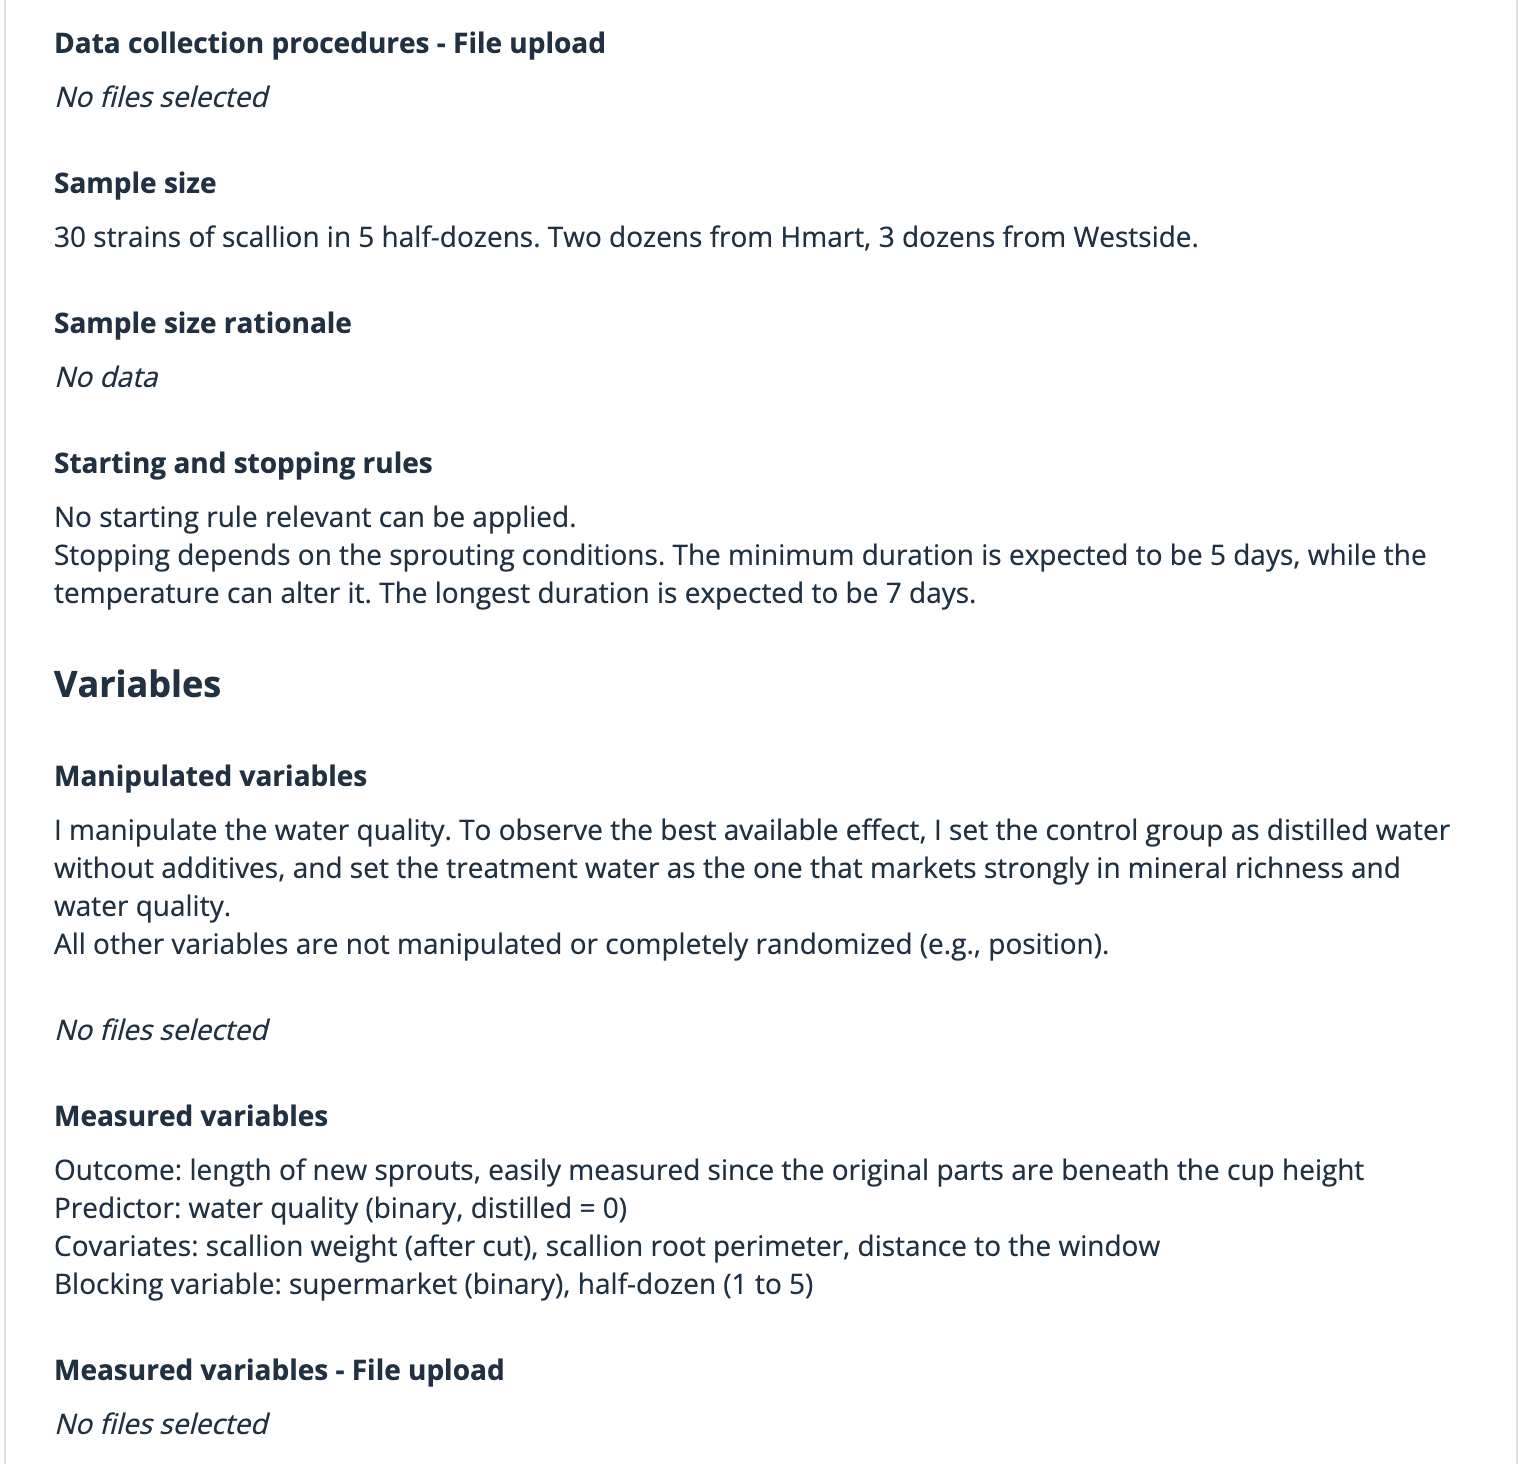 Data collection procedures - File upload
No files selected
Sample size
30 strains of scallion in 5 half-dozens. Two dozens from Hmart, 3 dozens from Westside.
Sample size rationale
No data
Starting and stopping rules
No starting rule relevant can be applied.
Stopping depends on the sprouting conditions. The minimum duration is expected to be 5 days, while the
temperature can alter it. The longest duration is expected to be 7 days.
Variables
Manipulated variables
I manipulate the water quality. To observe the best available effect, I set the control group as distilled water
without additives, and set the treatment water as the one that markets strongly in mineral richness and
water quality.
All other variables are not manipulated or completely randomized (e.g., position).
No files selected
Measured variables
Outcome: length of new sprouts, easily measured since the original parts are beneath the cup height
Predictor: water quality (binary, distilled = 0)
Covariates: scallion weight (after cut), scallion root perimeter, distance to the window
Blocking variable: supermarket (binary), half-dozen (1 to 5)
Measured variables - File upload
No files selected